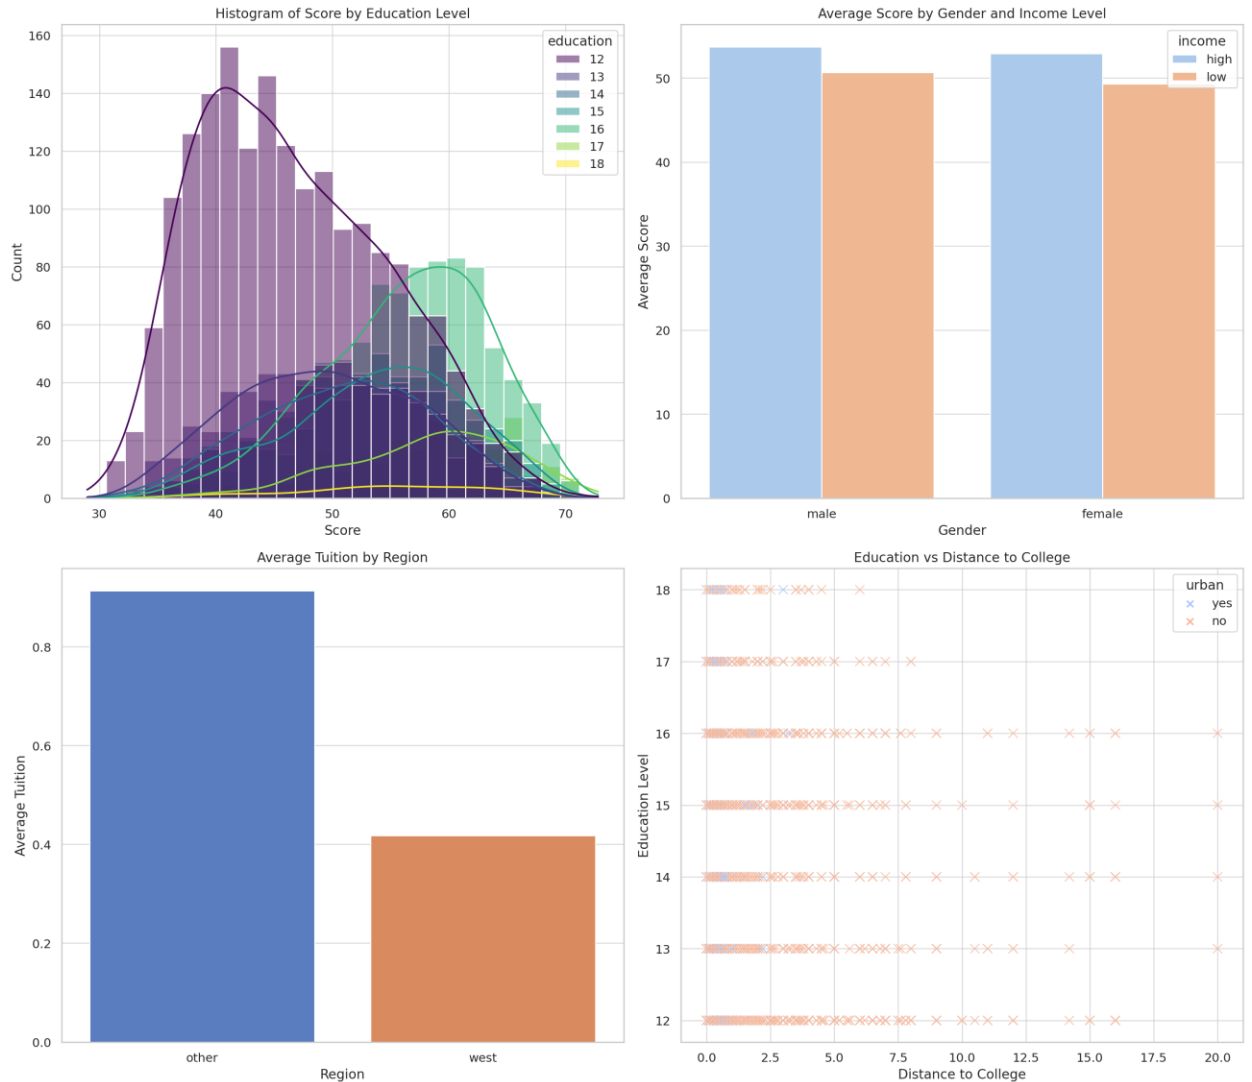 Histogram of Score by Education Level
160
140
120
100
80
60
40
20
0
Count
30 40 50 60 70
Score
education
12
13
14
15
16
17
18
Average Score by Gender and Income Level
50
40
30
20
10
0
Average Score
male female
Gender
income
high
low
Average Tuition by Region
0.8
0.6
0.4
0.2
0.0
Average Tuition
other west
Region
Education vs Distance to College
18
17
16
15
14
13
12
Education Level
0.0 2.5 5.0 7.5 10.0 12.5 15.0 17.5 20.0
Distance to College
urban
yes
no